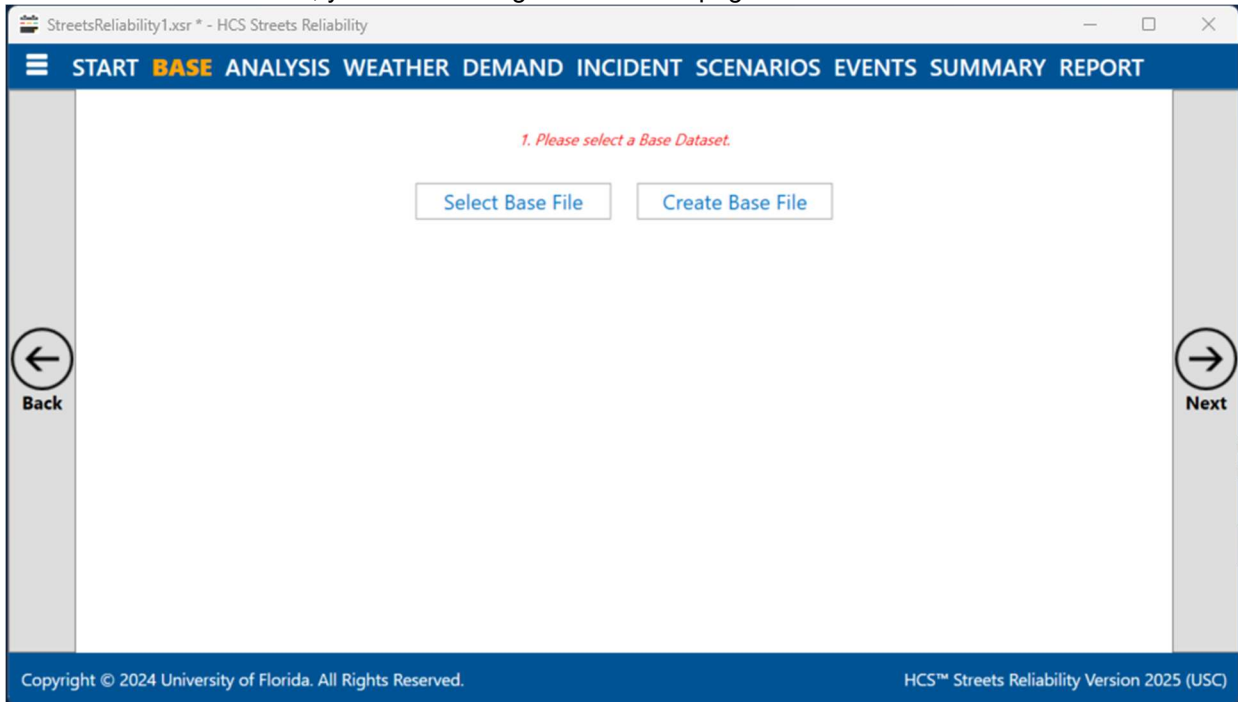 StreetsReliability1.xsr * - HCS Streets Reliability
START BASE ANALYSIS WEATHER DEMAND INCIDENT SCENARIOS EVENTS SUMMARY REPORT
1. Please select a Base Dataset.
Select Base File Create Base File
Back Next
Copyright © 2024 University of Florida. All Rights Reserved. HCS™ Streets Reliability Version 2025 (USC)